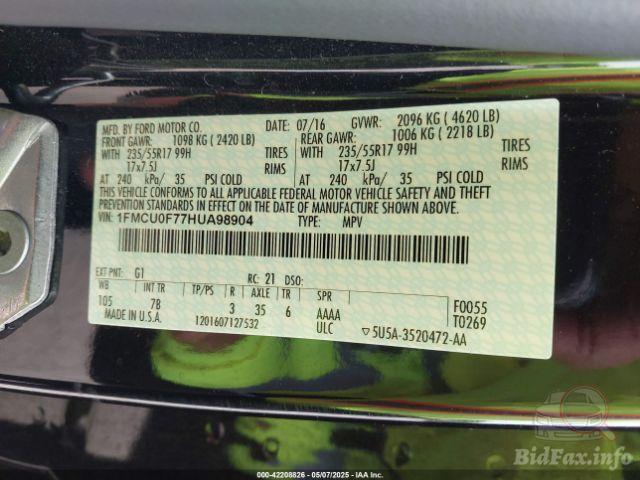 MFD. BY FORD MOTOR CO. 07/16 GVWR: 2096 KG ( 4620 LB)
FRONT GAWR: 1098 KG ( 2420 LB) REAR GAWR: 1006 KG ( 2218 LB)
WITH 235/55R17 99H TIRES WITH 235/55R17 99H TIRES
17x7.5J RIMS 17x7.5J RIMS
AT 240 kPa/ 35 PSI COLD AT 240 kPa/ 35 PSI COLD
THIS VEHICLE CONFORMS TO ALL APPLICABLE FEDERAL MOTOR VEHICLE SAFETY AND THEFT
PREVENTION STANDARDS IN EFFECT ON THE DATE OF MANUFACTURE SHOWN ABOVE.
VIN: 1FMCU0F77HUA98904 TYPE: MPV
EXT PNT: G1 RC: 21 DSO:
WB INT TR TP/PS R AXLE TR SPR F0055
105 7B 3 35 6 AAAA T0269
MADE IN U.S.A. 1201607127532 ULC 5U5A-3520472-AA
BidFax.info
000-42208826 - 05/07/2025 - IAA Inc.